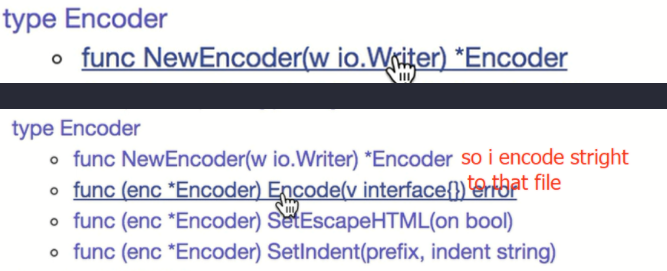 type Encoder
func NewEncoder(w io.Writer) *Encoder
type Encoder
func NewEncoder(w io.Writer) *Encoder so i encode stright
to that file
func (enc *Encoder) Encode(v interface{}) error
func (enc *Encoder) SetEscapeHTML(on bool)
func (enc *Encoder) SetIndent(prefix, indent string)